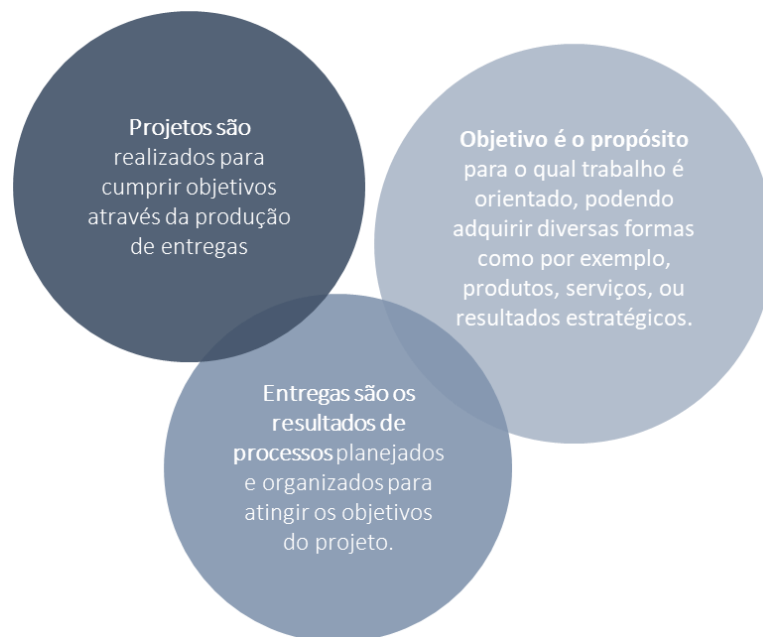 Projetos são
realizados para
cumprir objetivos
através da produção
de entregas
Objetivo é o propósito
para o qual trabalho é
orientado, podendo
adquirir diversas formas
como por exemplo,
produtos, serviços, ou
resultados estratégicos.
Entregas são os
resultados de
processos planejados
e organizados para
atingir os objetivos
do projeto.